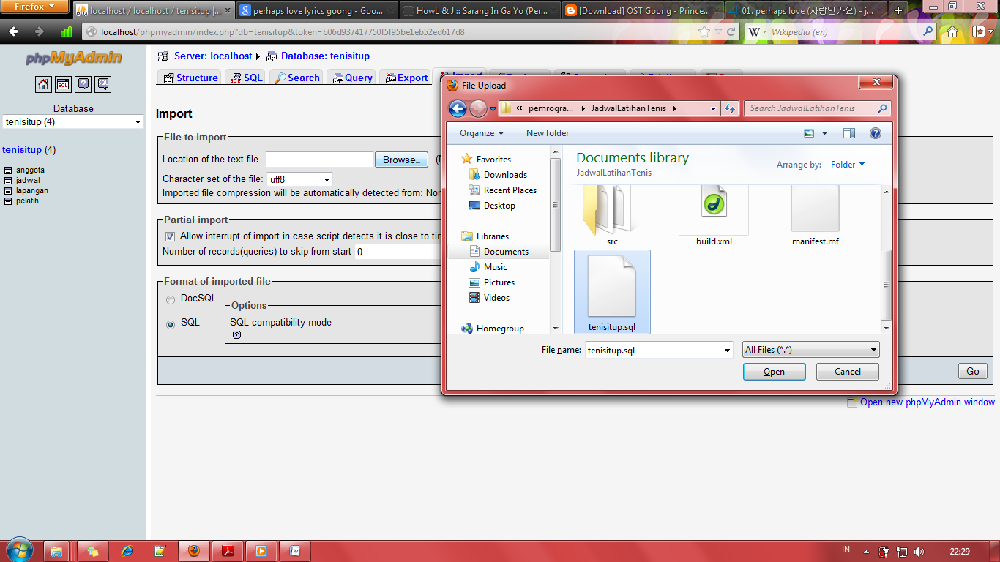 Firefox
localhost / localhost / tenisitup |...
perhaps love lyrics goong - Goo...
HowL & J :: Sarang In Ga Yo (Per...
[Download] OST Goong - Prince...
01. perhaps love (사랑인가요) - j...
localhost/phpmyadmin/index.php?db=tenisitup&token=b06d937417750f5f95be1eb52ed617d8
W
Wikipedia (en)
phpMyAdmin
SQL
Database
tenisitup (4)
tenisitup (4)
anggota
jadwal
lapangan
pelatih
Server: localhost
Database: tenisitup
Structure
SQL
Search
Query
Export
Import
Import
File to import
Location of the text file
Browse..
Character set of the file:
utf8
Imported file compression will be automatically detected from:
Partial import
Allow interrupt of import in case script detects it is close to
Number of records(queries) to skip from start
0
Format of imported file
DocSQL
SQL
Options
SQL compatibility mode
Go
Open new phpMyAdmin window
File Upload
« pemrogra...
JadwalLatihanTenis
Search JadwalLatihanTenis
Organize
New folder
Favorites
Downloads
Recent Places
Desktop
Libraries
Documents
Music
Pictures
Videos
Homegroup
Documents library
JadwalLatihanTenis
Arrange by:
Folder
src
build.xml
manifest.mf
tenisitup.sql
File name:
tenisitup.sql
All Files (*.*)
Open
Cancel
IN
22:29